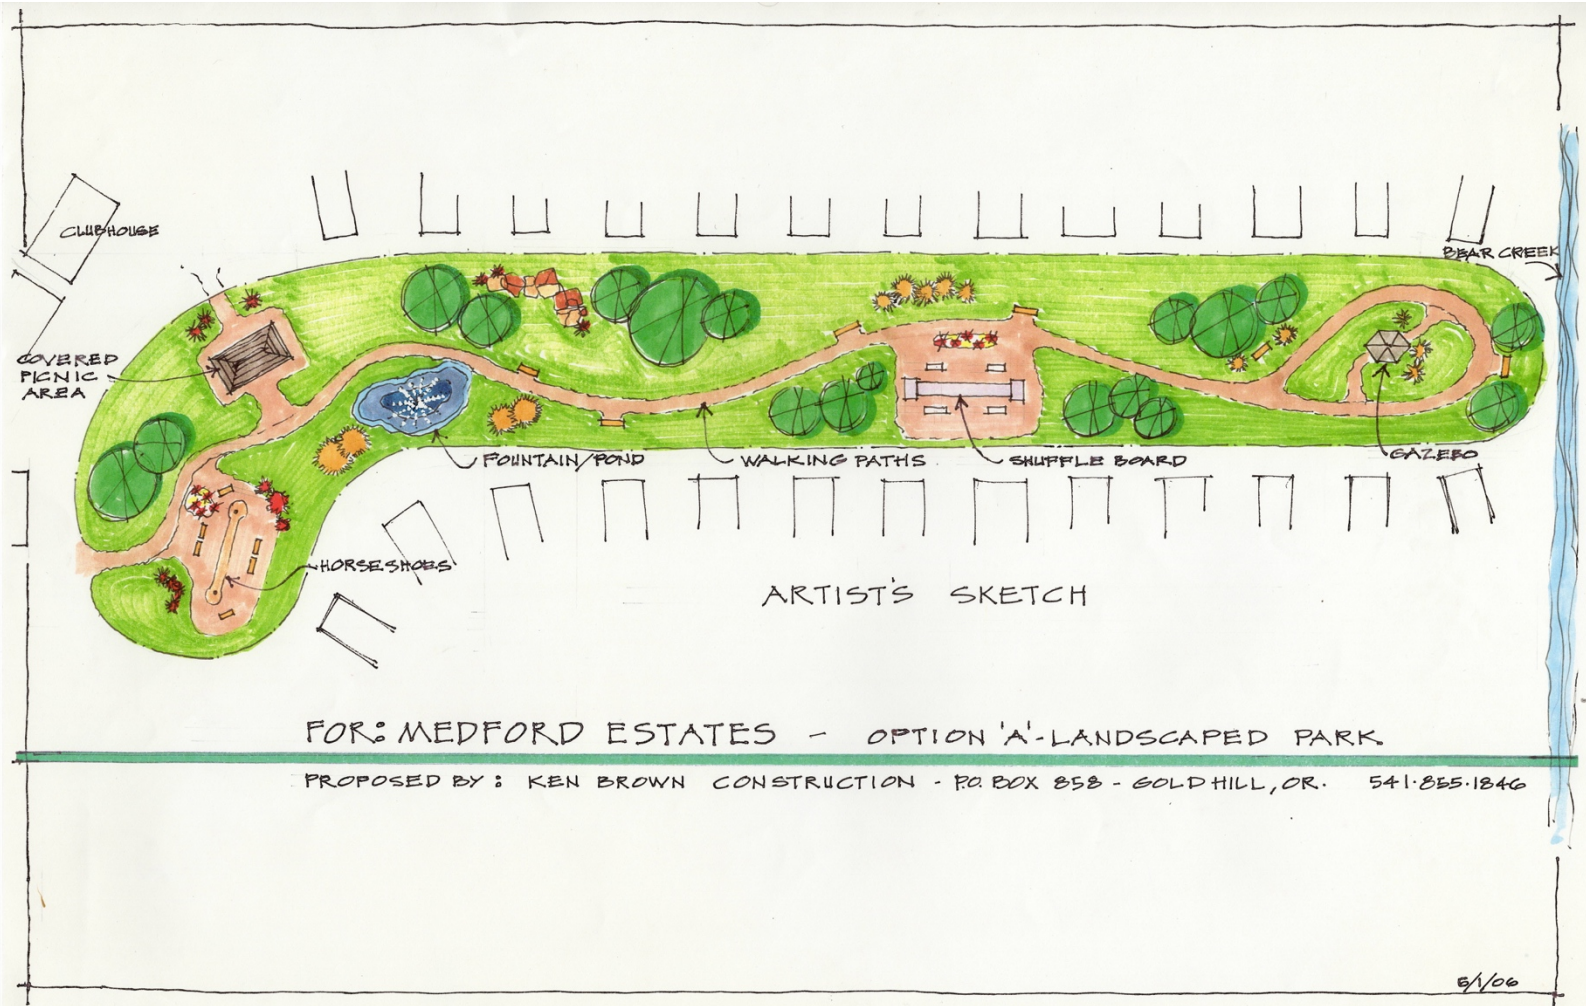 CLUBHOUSE
BEAR CREEK
COVERED
PICNIC
AREA
FOUNTAIN/POND
WALKING PATHS
SHUFFLE BOARD
GAZEBO
HORSESHOES
ARTIST'S SKETCH
FOR: MEDFORD ESTATES - OPTION 'A'-LANDSCAPED PARK
PROPOSED BY: KEN BROWN CONSTRUCTION - P.O. BOX 858 - GOLD HILL, OR. 541·855·1846
5/1/06